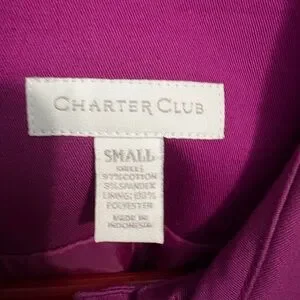 CHARTER CLUB
SMALL
SHELL
97% COTTON
3% SPANDEX
LINING: 100%
POLYESTER
MADE IN
INDONESIA